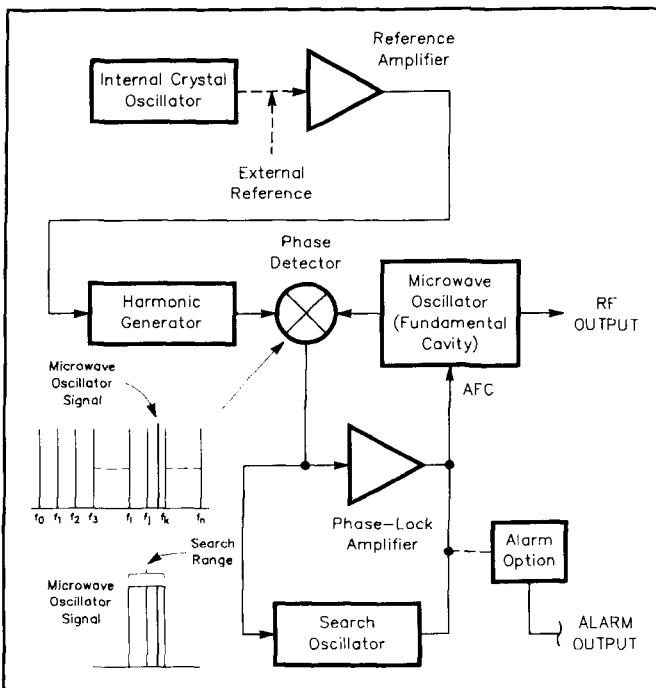 Reference
Amplifier
Internal Crystal
Oscillator
External
Reference
Phase
Detector
Harmonic
Generator
Microwave
Oscillator
(Fundamental
Cavity)
RF
OUTPUT
Microwave
Oscillator
Signal
AFC
f0 f1 f2 f3 fi fj fk fn
Phase-Lock
Amplifier
Search
Range
Microwave
Oscillator
Signal
Alarm
Option
Search
Oscillator
ALARM
OUTPUT